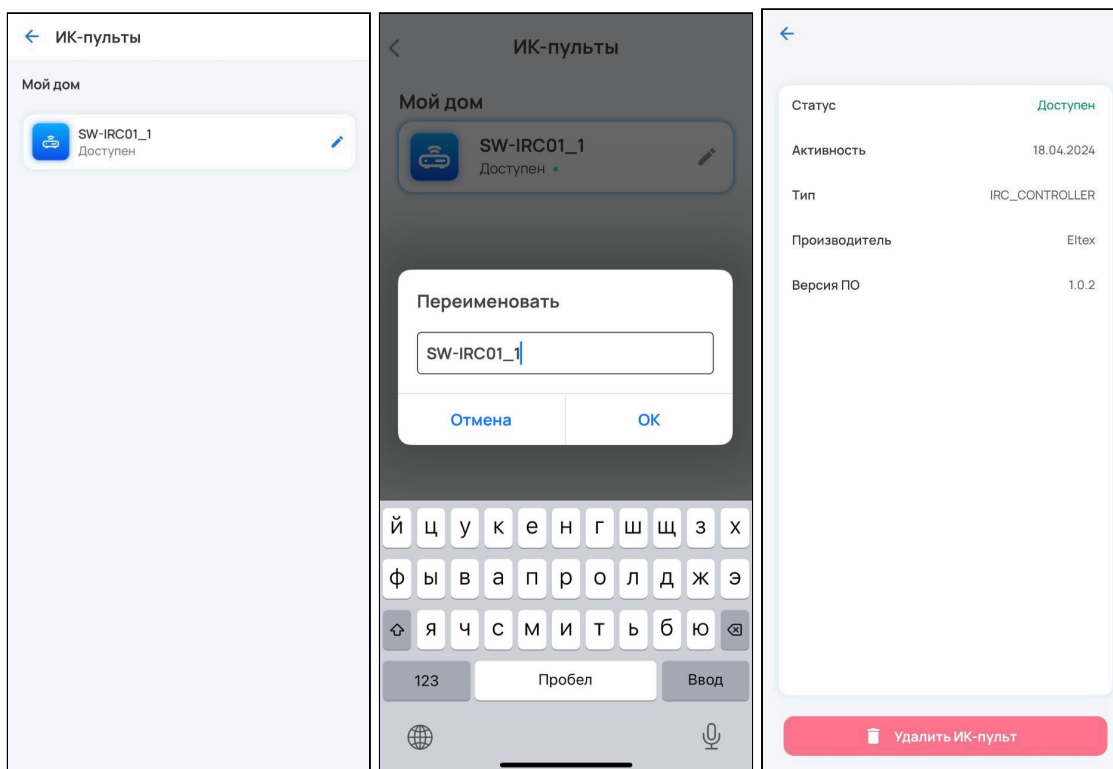 ИК-пульты
Мой дом
SW-IRC01_1
Доступен
ИК-пульты
Мой дом
SW-IRC01_1
Доступен
Переименовать
SW-IRC01_1
Отмена OK
й ц у к е н г ш щ з х
ф ы в а п р о л д ж э
я ч с м и т ь б ю
123 Пробел Ввод
Статус Доступен
Активность 18.04.2024
Тип IRC_CONTROLLER
Производитель Eltex
Версия ПО 1.0.2
Удалить ИК-пульт